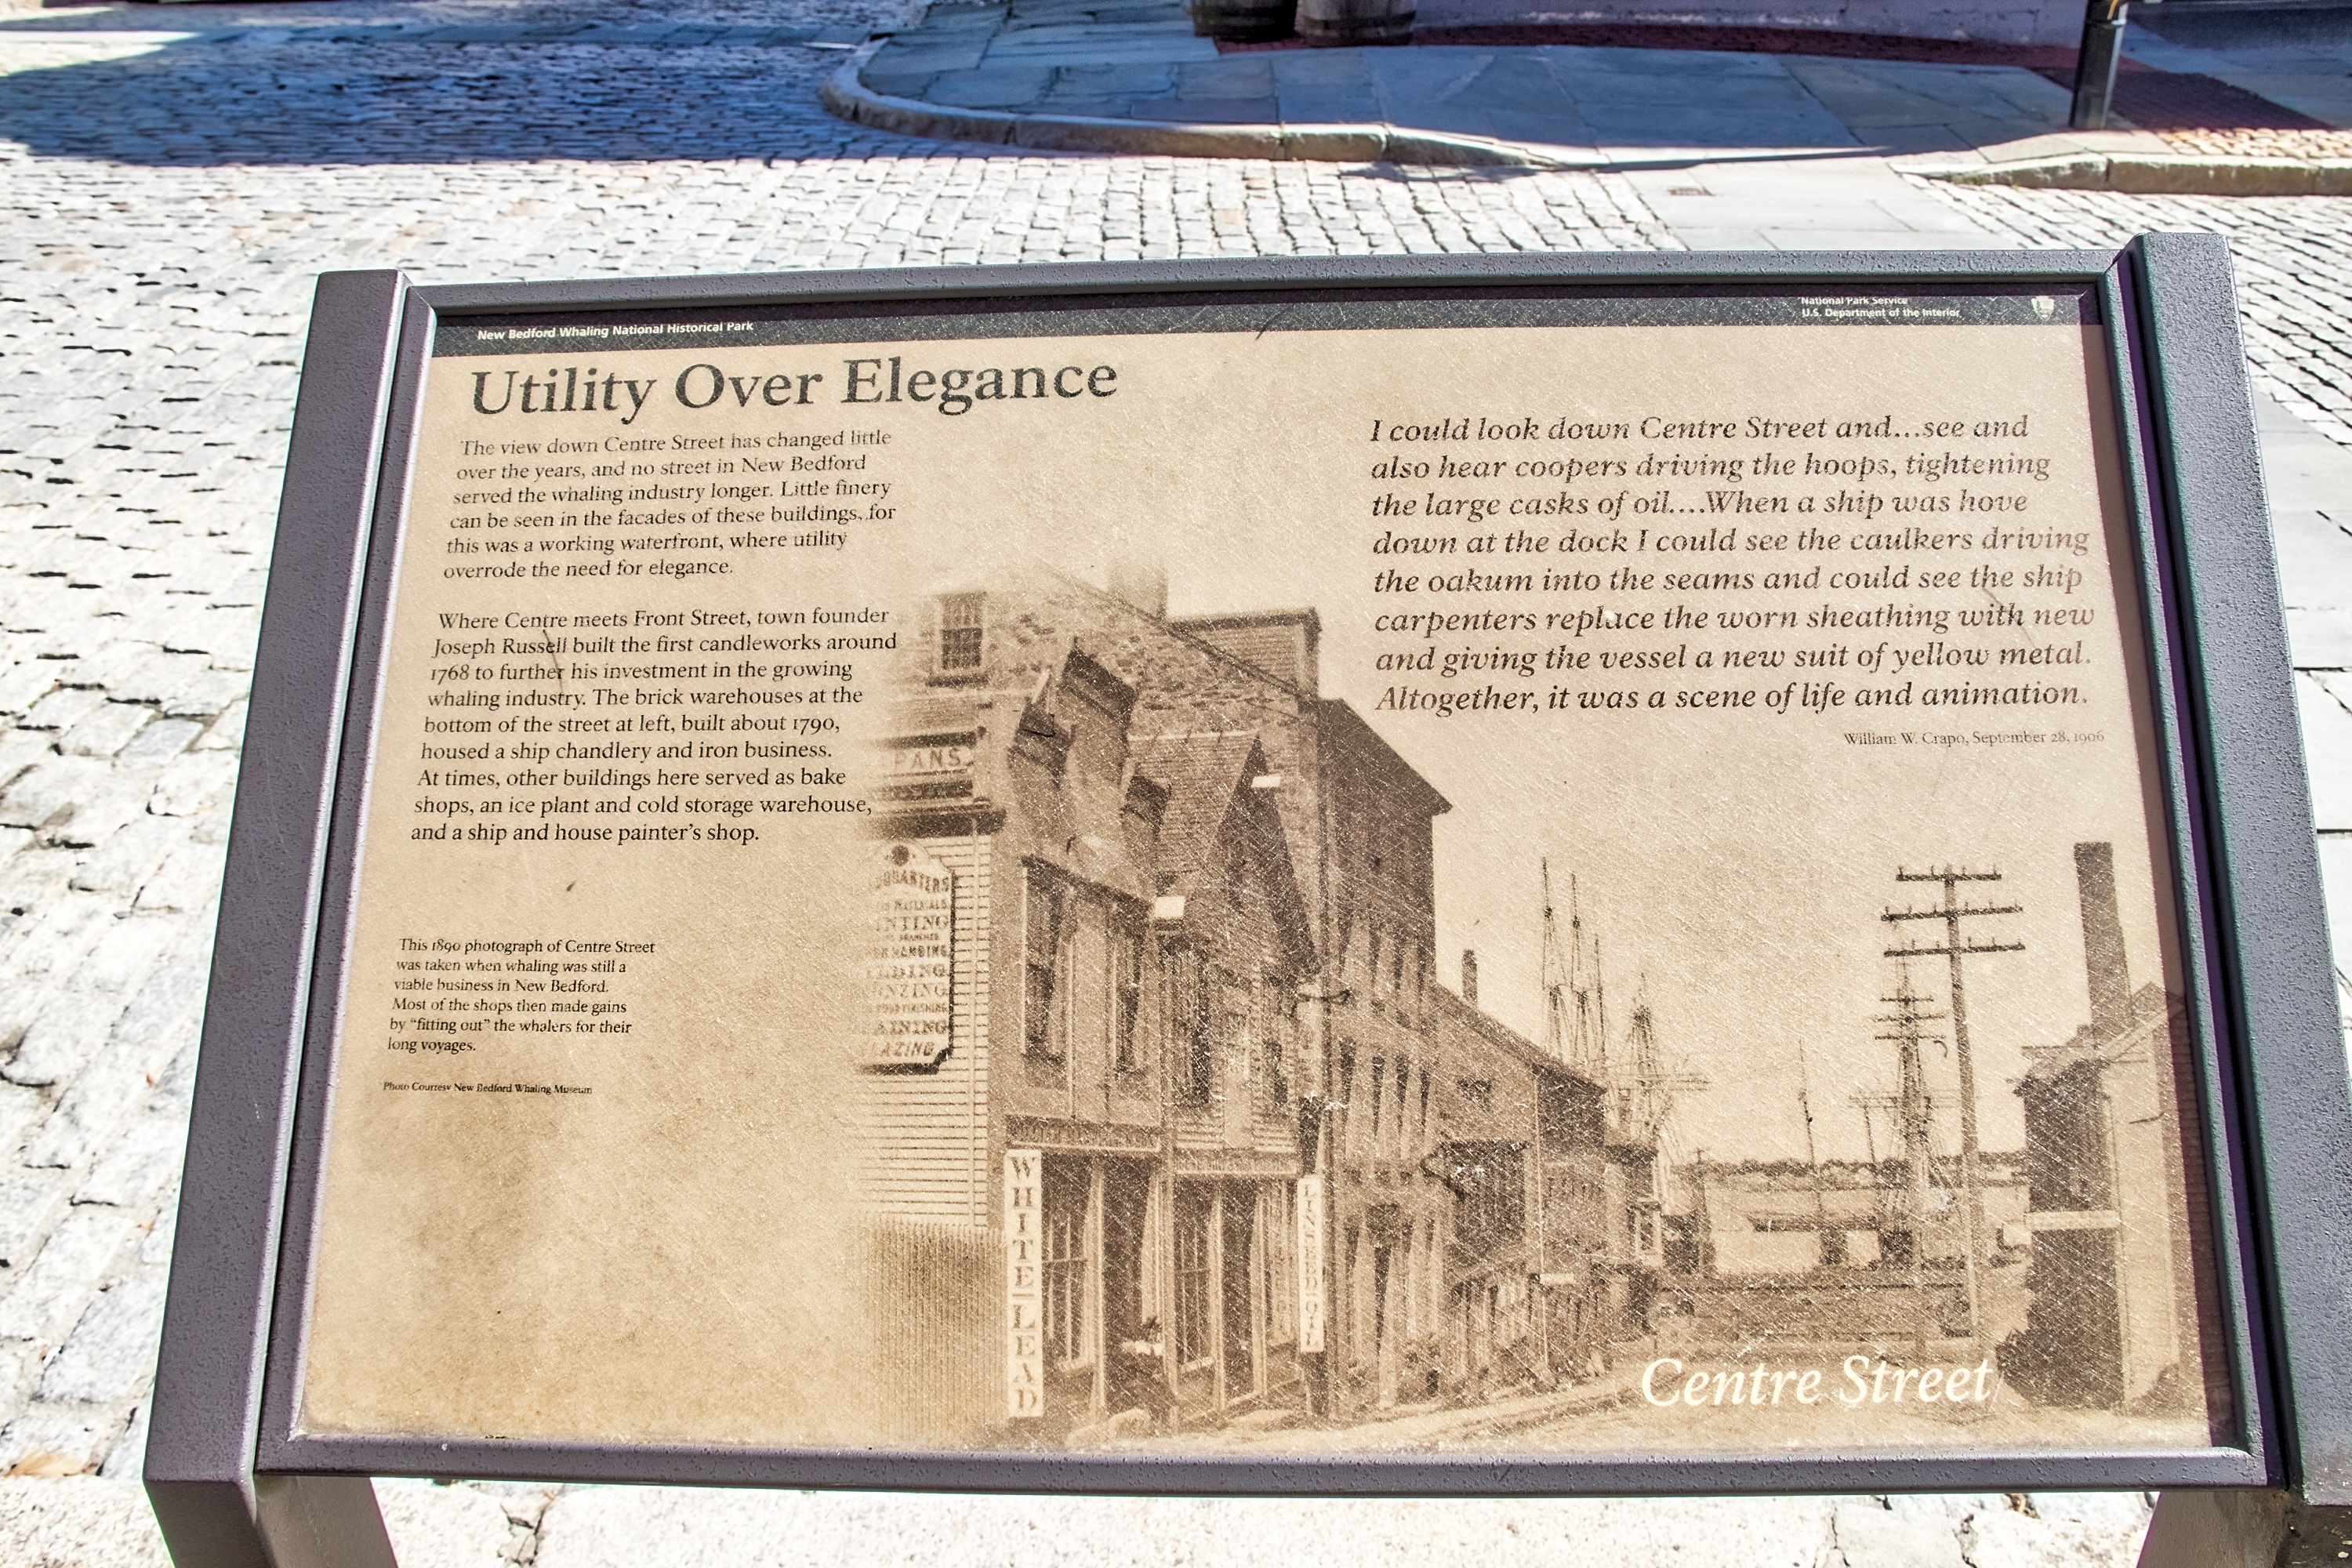 New Bedford Whaling National Historical Park
National Park Service
U.S. Department of the Interior
Utility Over Elegance
The view down Centre Street has changed little
over the years, and no street in New Bedford
served the whaling industry longer. Little finery
can be seen in the facades of these buildings, for
this was a working waterfront, where utility
overrode the need for elegance.
Where Centre meets Front Street, town founder
Joseph Russell built the first candleworks around
1768 to further his investment in the growing
whaling industry. The brick warehouses at the
bottom of the street at left, built about 1790,
housed a ship chandlery and iron business.
At times, other buildings here served as bake
shops, an ice plant and cold storage warehouse,
and a ship and house painter's shop.
This 1890 photograph of Centre Street
was taken when whaling was still a
viable business in New Bedford.
Most of the shops then made gains
by "fitting out" the whalers for their
long voyages.
Photo Courtesy New Bedford Whaling Museum
I could look down Centre Street and...see and
also hear coopers driving the hoops, tightening
the large casks of oil....When a ship was hove
down at the dock I could see the caulkers driving
the oakum into the seams and could see the ship
carpenters replace the worn sheathing with new
and giving the vessel a new suit of yellow metal.
Altogether, it was a scene of life and animation.
William W. Crapo, September 28, 1906
PANS
QUARTERS
NTING
NZING
AINING
LAZING
WHITE LEAD
LINSEED OIL
Centre Street